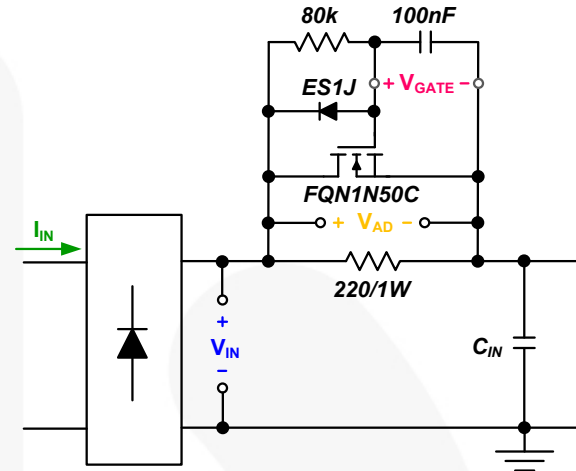 80k 100nF
+ VGATE −
ES1J
FQN1N50C
+ VAD −
IIN
220/1W
+
VIN
−
CIN